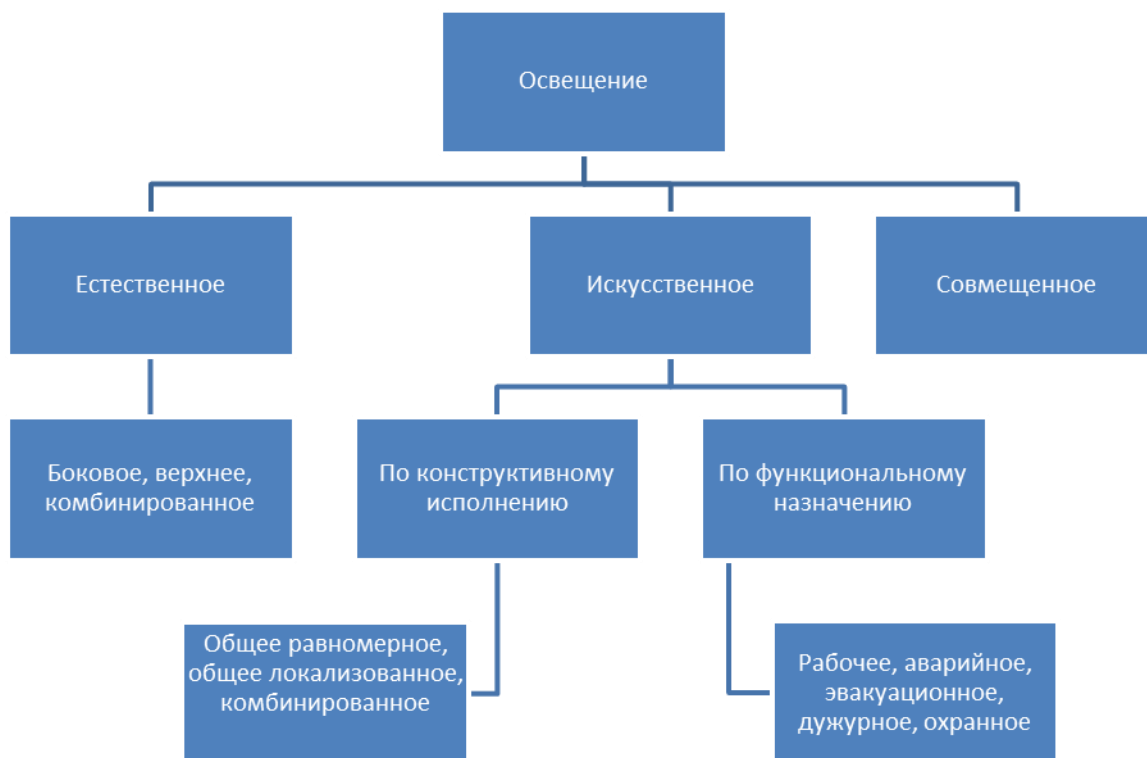 Освещение
Естественное
Искусственное
Совмещенное
Боковое, верхнее,
комбинированное
По конструктивному
исполнению
По функциональному
назначению
Общее равномерное,
общее локализованное,
комбинированное
Рабочее, аварийное,
эвакуационное,
дужурное, охранное